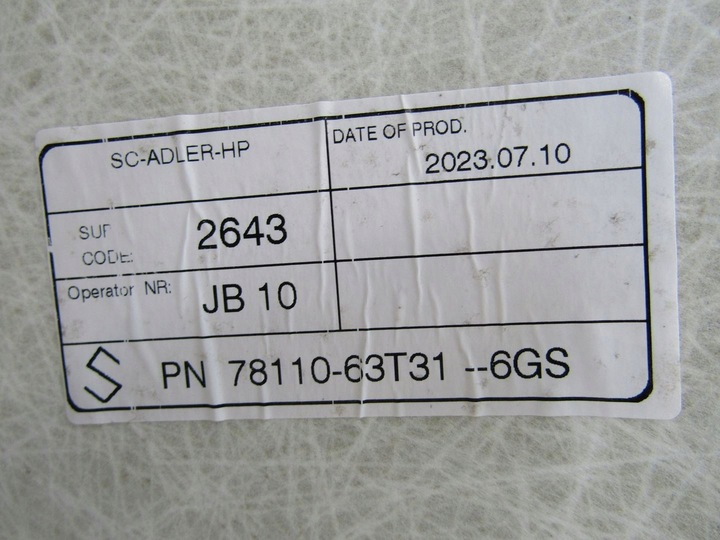 SC-ADLER-HP
DATE OF PROD.
2023.07.10
CODE:
2643
Operator NR:
JB 10
PN 78110-63T31 --6GS